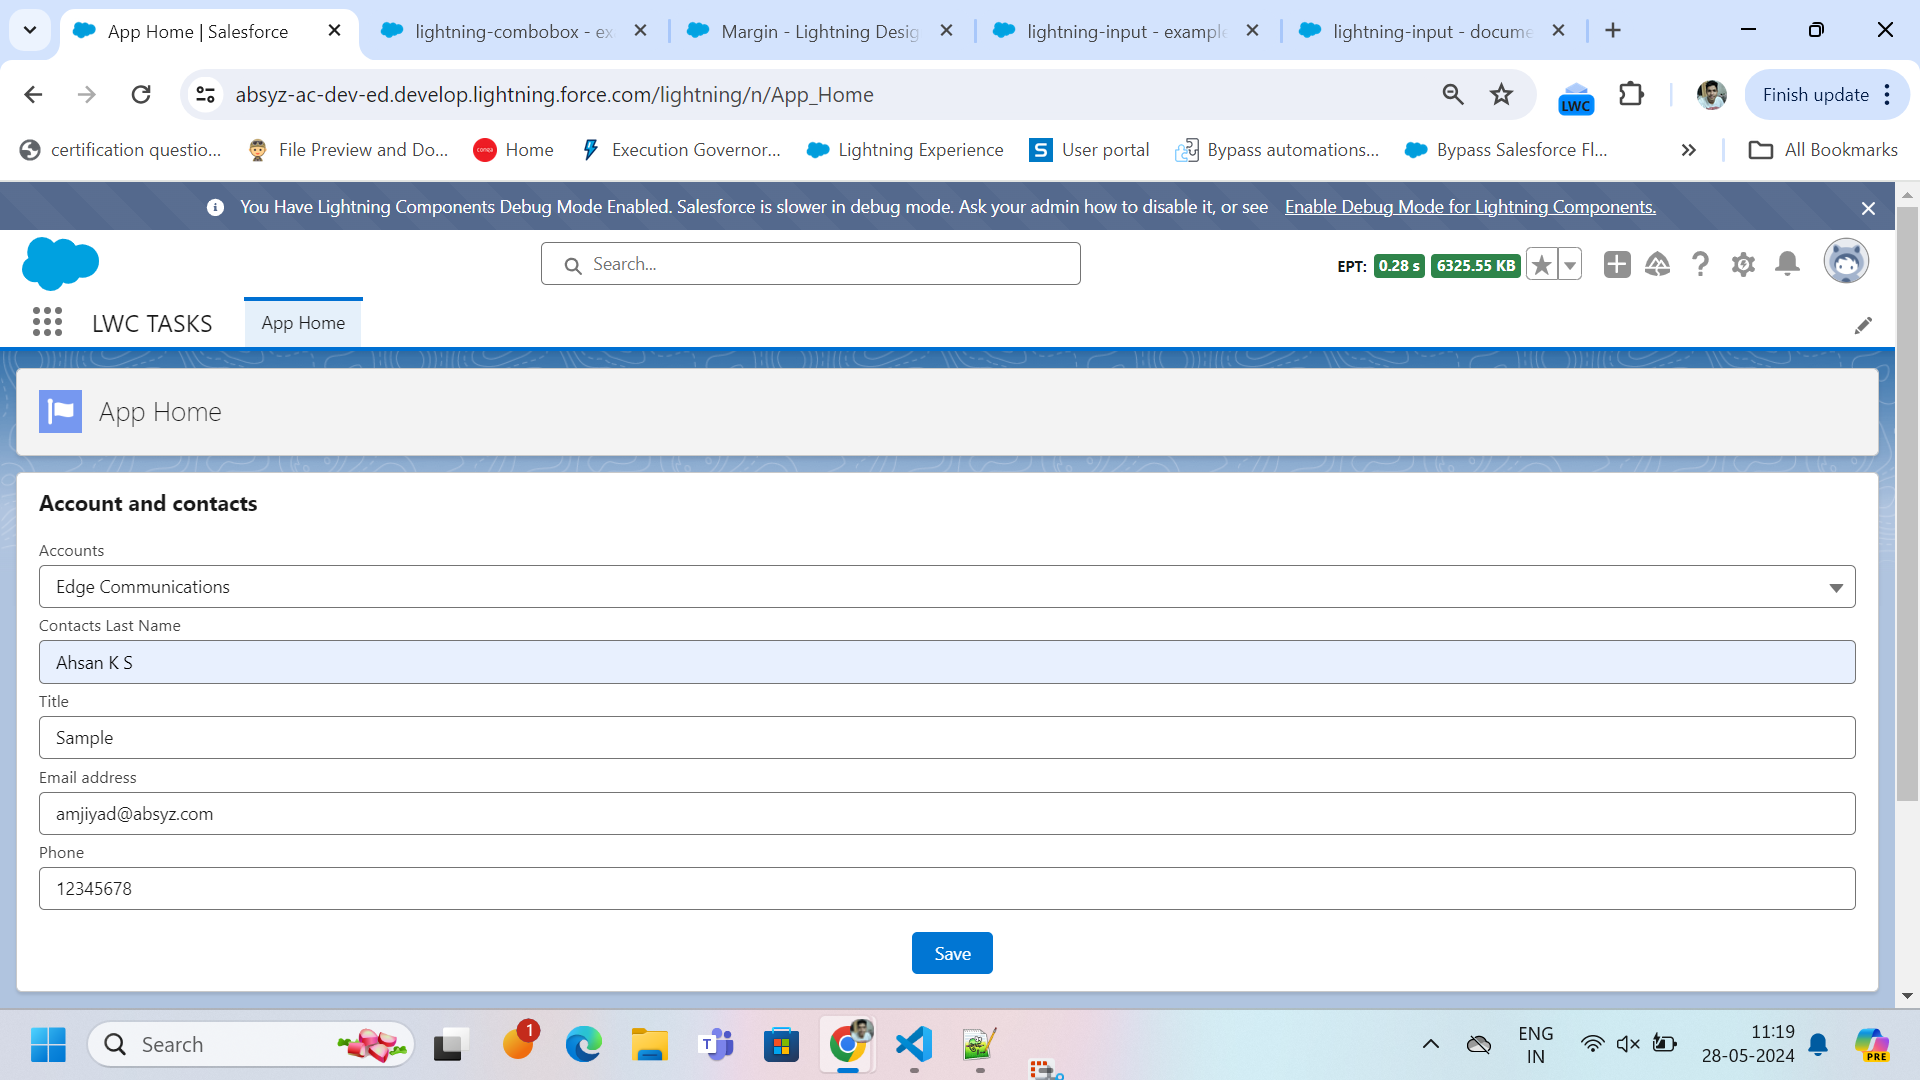 App Home | Salesforce
lightning-combobox - ex
Margin - Lightning Desig
lightning-input - example
lightning-input - docume
absyz-ac-dev-ed.develop.lightning.force.com/lightning/n/App_Home
LWC
Finish update
certification questio...
File Preview and Do...
conga
Home
Execution Governor...
Lightning Experience
S
User portal
Bypass automations...
Bypass Salesforce Fl...
All Bookmarks
You Have Lightning Components Debug Mode Enabled. Salesforce is slower in debug mode. Ask your admin how to disable it, or see Enable Debug Mode for Lightning Components.
Search...
EPT: 0.28 s 6325.55 KB
LWC TASKS
App Home
App Home
Account and contacts
Accounts
Edge Communications
Contacts Last Name
Ahsan K S
Title
Sample
Email address
amjiyad@absyz.com
Phone
12345678
Save
Search
1
T
ENG
IN
11:19
28-05-2024
PRE